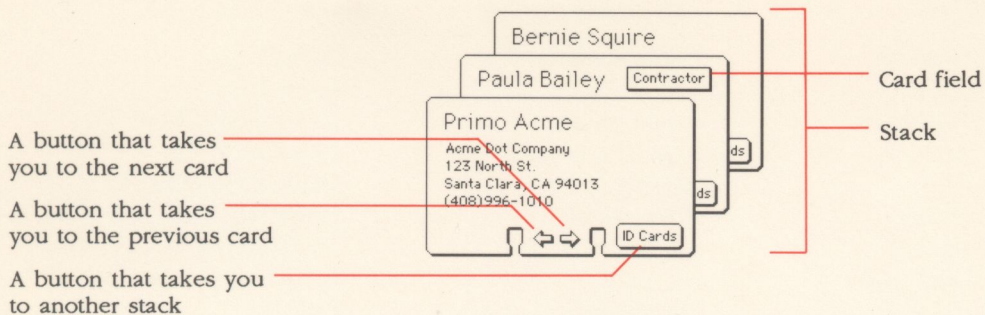 Bernie Squire
Paula Bailey
Contractor
Card field
Primo Acme
Stack
Acme Dot Company
123 North St.
Santa Clara, CA 94013
(408)996-1010
ds
ds
ID Cards
A button that takes
you to the next card
A button that takes
you to the previous card
A button that takes you
to another stack